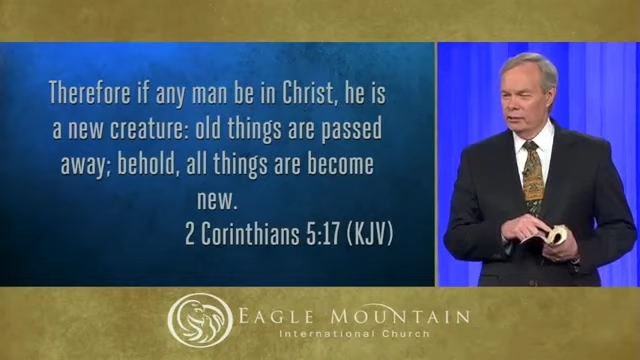 Therefore if any man be in Christ, he is
a new creature: old things are passed
away; behold, all things are become
new.
2 Corinthians 5:17 (KJV)
EAGLE MOUNTAIN
International Church